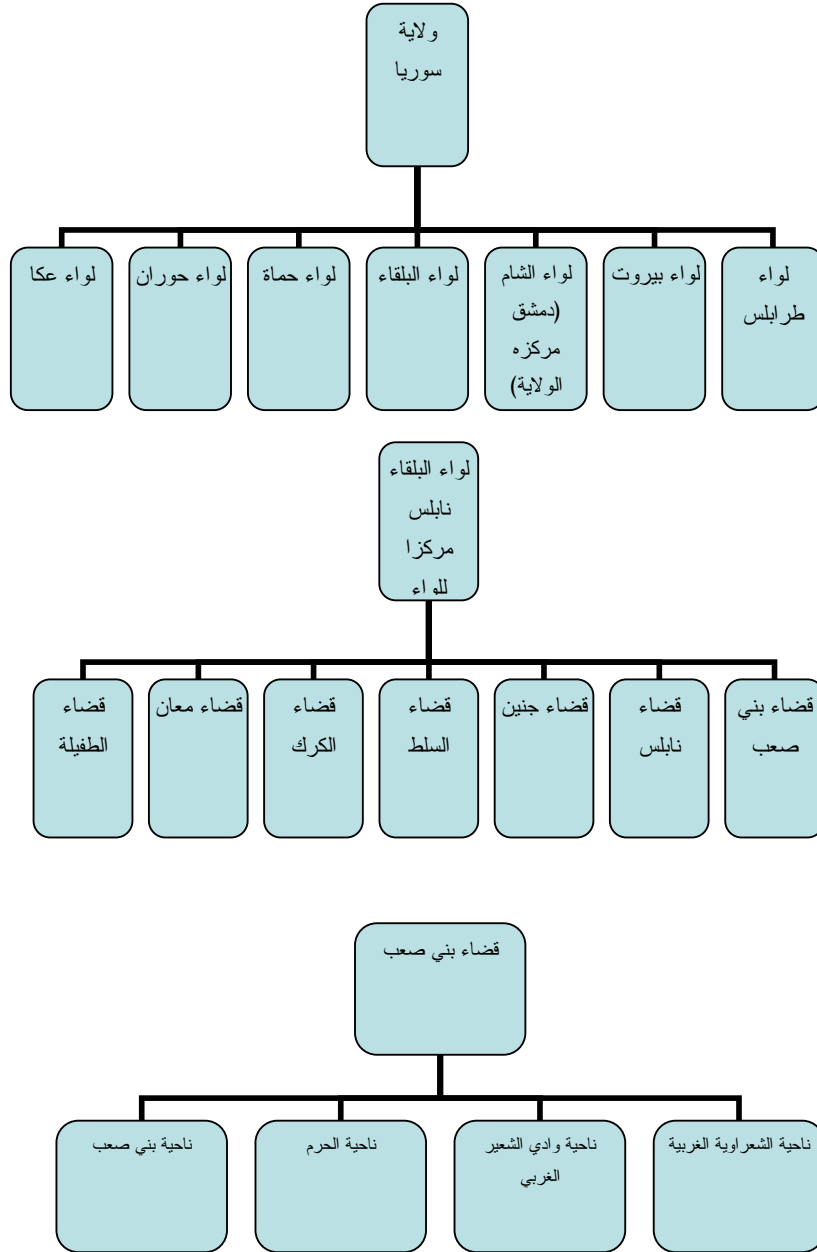 ولاية
سوريا
لواء
طرابلس
لواء بيروت
لواء الشام
(دمشق
مركزه
الولاية)
لواء البلقاء
لواء حماة
لواء حوران
لواء عكا
لواء البلقاء
نابلس
مركزا
للواء
قضاء بني
صعب
قضاء
نابلس
قضاء جنين
قضاء
السلط
قضاء
الكرك
قضاء معان
قضاء
الطفيلة
قضاء بني صعب
ناحية الشعراوية الغربية
ناحية وادي الشعير
الغربي
ناحية الحرم
ناحية بني صعب